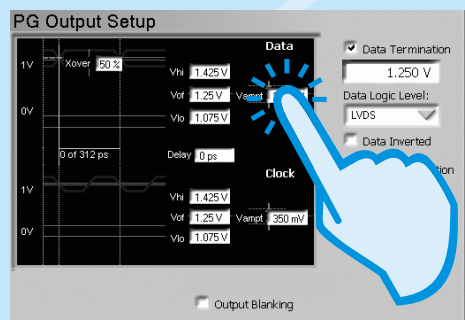 PG Output Setup
Data
Data Termination
1V
Xover 50 %
Vhi 1.425 V
1.250 V
Vof 1.25 V
Data Logic Level:
0V
Vlo 1.075 V
LVDS
Data Inverted
0 of 312 ps
Delay 0 ps
Clock
1V
Vhi 1.425 V
Vof 1.25 V
Vampt 350 mV
0V
Vlo 1.075 V
Output Blanking